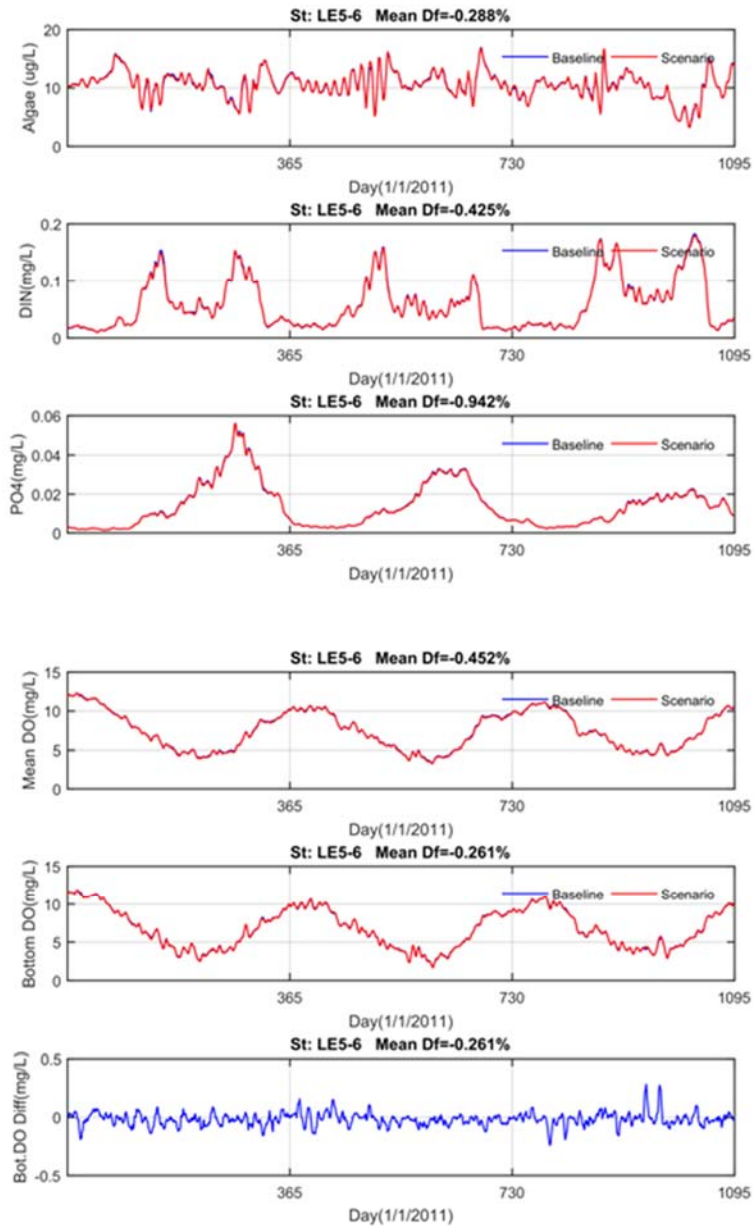 St: LE5-6 Mean Df=-0.288%
20
10
0
Algae (ug/L)
Baseline Scenario
365 730 1095
Day(1/1/2011)
St: LE5-6 Mean Df=-0.425%
0.2
0.1
0
DIN(mg/L)
Baseline Scenario
365 730 1095
Day(1/1/2011)
St: LE5-6 Mean Df=-0.942%
0.06
0.04
0.02
0
PO4(mg/L)
Baseline Scenario
365 730 1095
Day(1/1/2011)
St: LE5-6 Mean Df=-0.452%
15
10
5
0
Mean DO(mg/L)
Baseline Scenario
365 730 1095
Day(1/1/2011)
St: LE5-6 Mean Df=-0.261%
15
10
5
0
Bottom DO(mg/L)
Baseline Scenario
365 730 1095
Day(1/1/2011)
St: LE5-6 Mean Df=-0.261%
0.5
0
-0.5
Bot.DO Diff(mg/L)
365 730 1095
Day(1/1/2011)